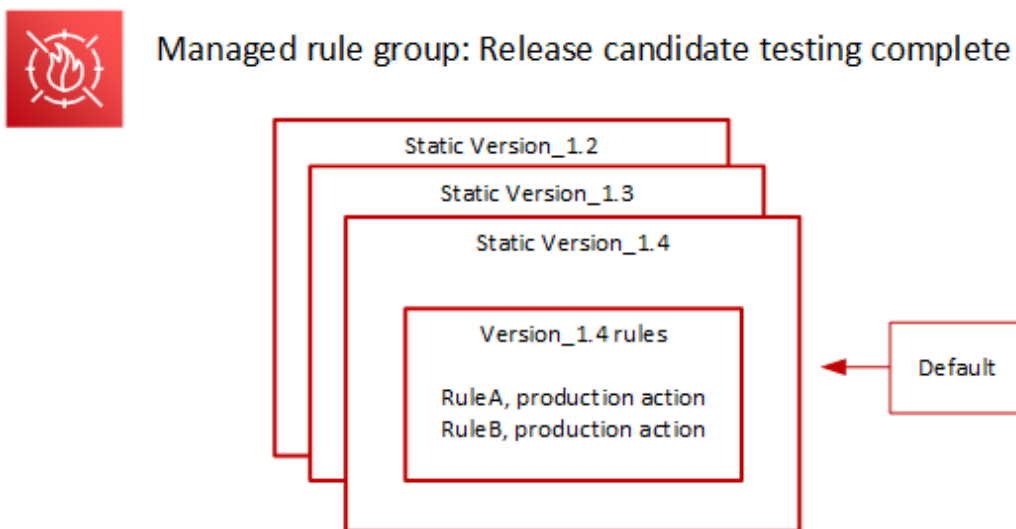 Managed rule group: Release candidate testing complete
Static Version_1.2
Static Version_1.3
Static Version_1.4
Version_1.4 rules
RuleA, production action
RuleB, production action
Default